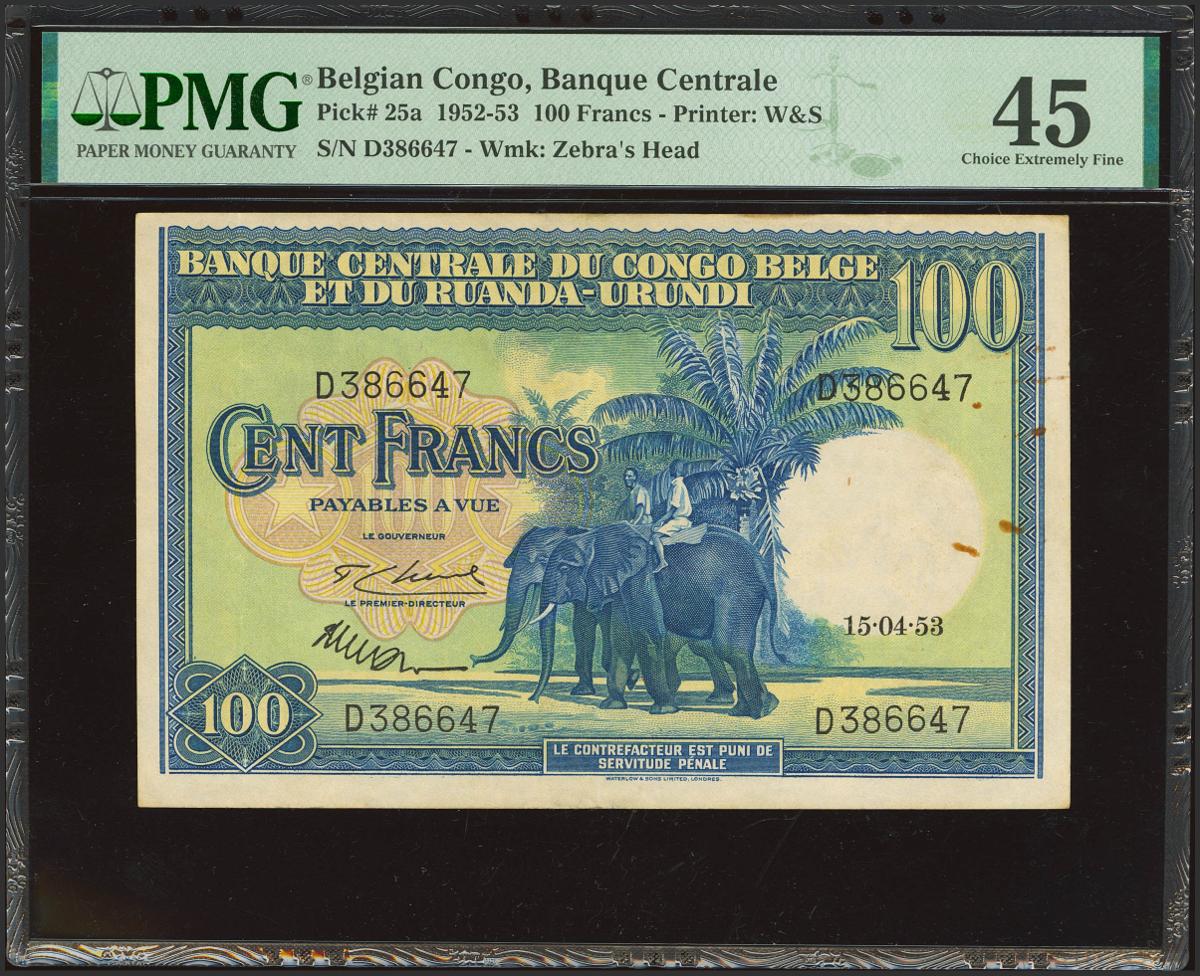 PMG®
PAPER MONEY GUARANTY
Belgian Congo, Banque Centrale
Pick# 25a 1952-53 100 Francs - Printer: W&S
S/N D386647 - Wmk: Zebra's Head
45
Choice Extremely Fine
BANQUE CENTRALE DU CONGO BELGE
ET DU RUANDA-URUNDI
100
D386647
D386647
CENT FRANCS
PAYABLES A VUE
100
LE GOUVERNEUR
LE PREMIER-DIRECTEUR
15·04·53
100
D386647
D386647
LE CONTREFACTEUR EST PUNI DE
SERVITUDE PÉNALE
WATERLOW & SONS LIMITED, LONDRES.